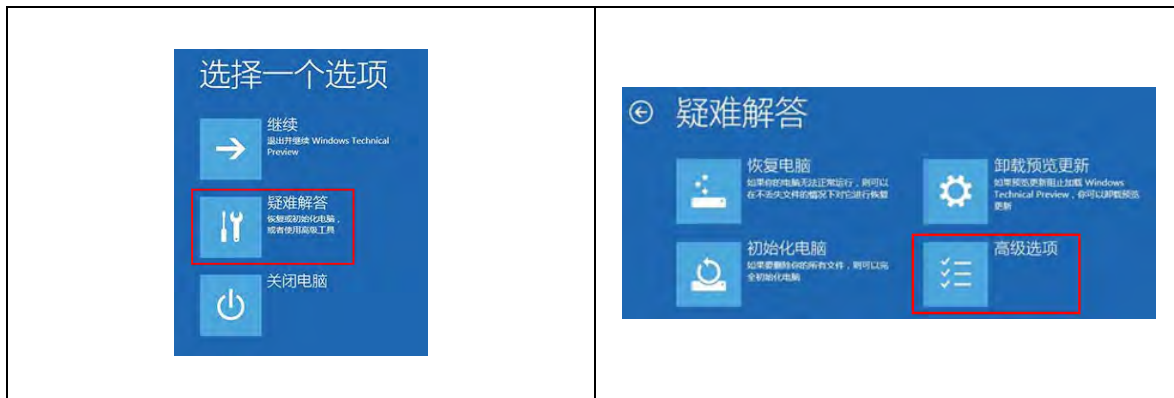 选择一个选项
继续
退出并继续 Windows Technical
Preview
疑难解答
恢复或初始化电脑，
或者使用高级工具
关闭电脑
疑难解答
恢复电脑
如果你的电脑无法正常运行，则可以
在不丢失文件的情况下对它进行恢复
卸载预览更新
如果预览更新阻止加载 Windows
Technical Preview，你可以卸载预览
更新
初始化电脑
如果要删除你的所有文件，则可以完
全初始化电脑
高级选项